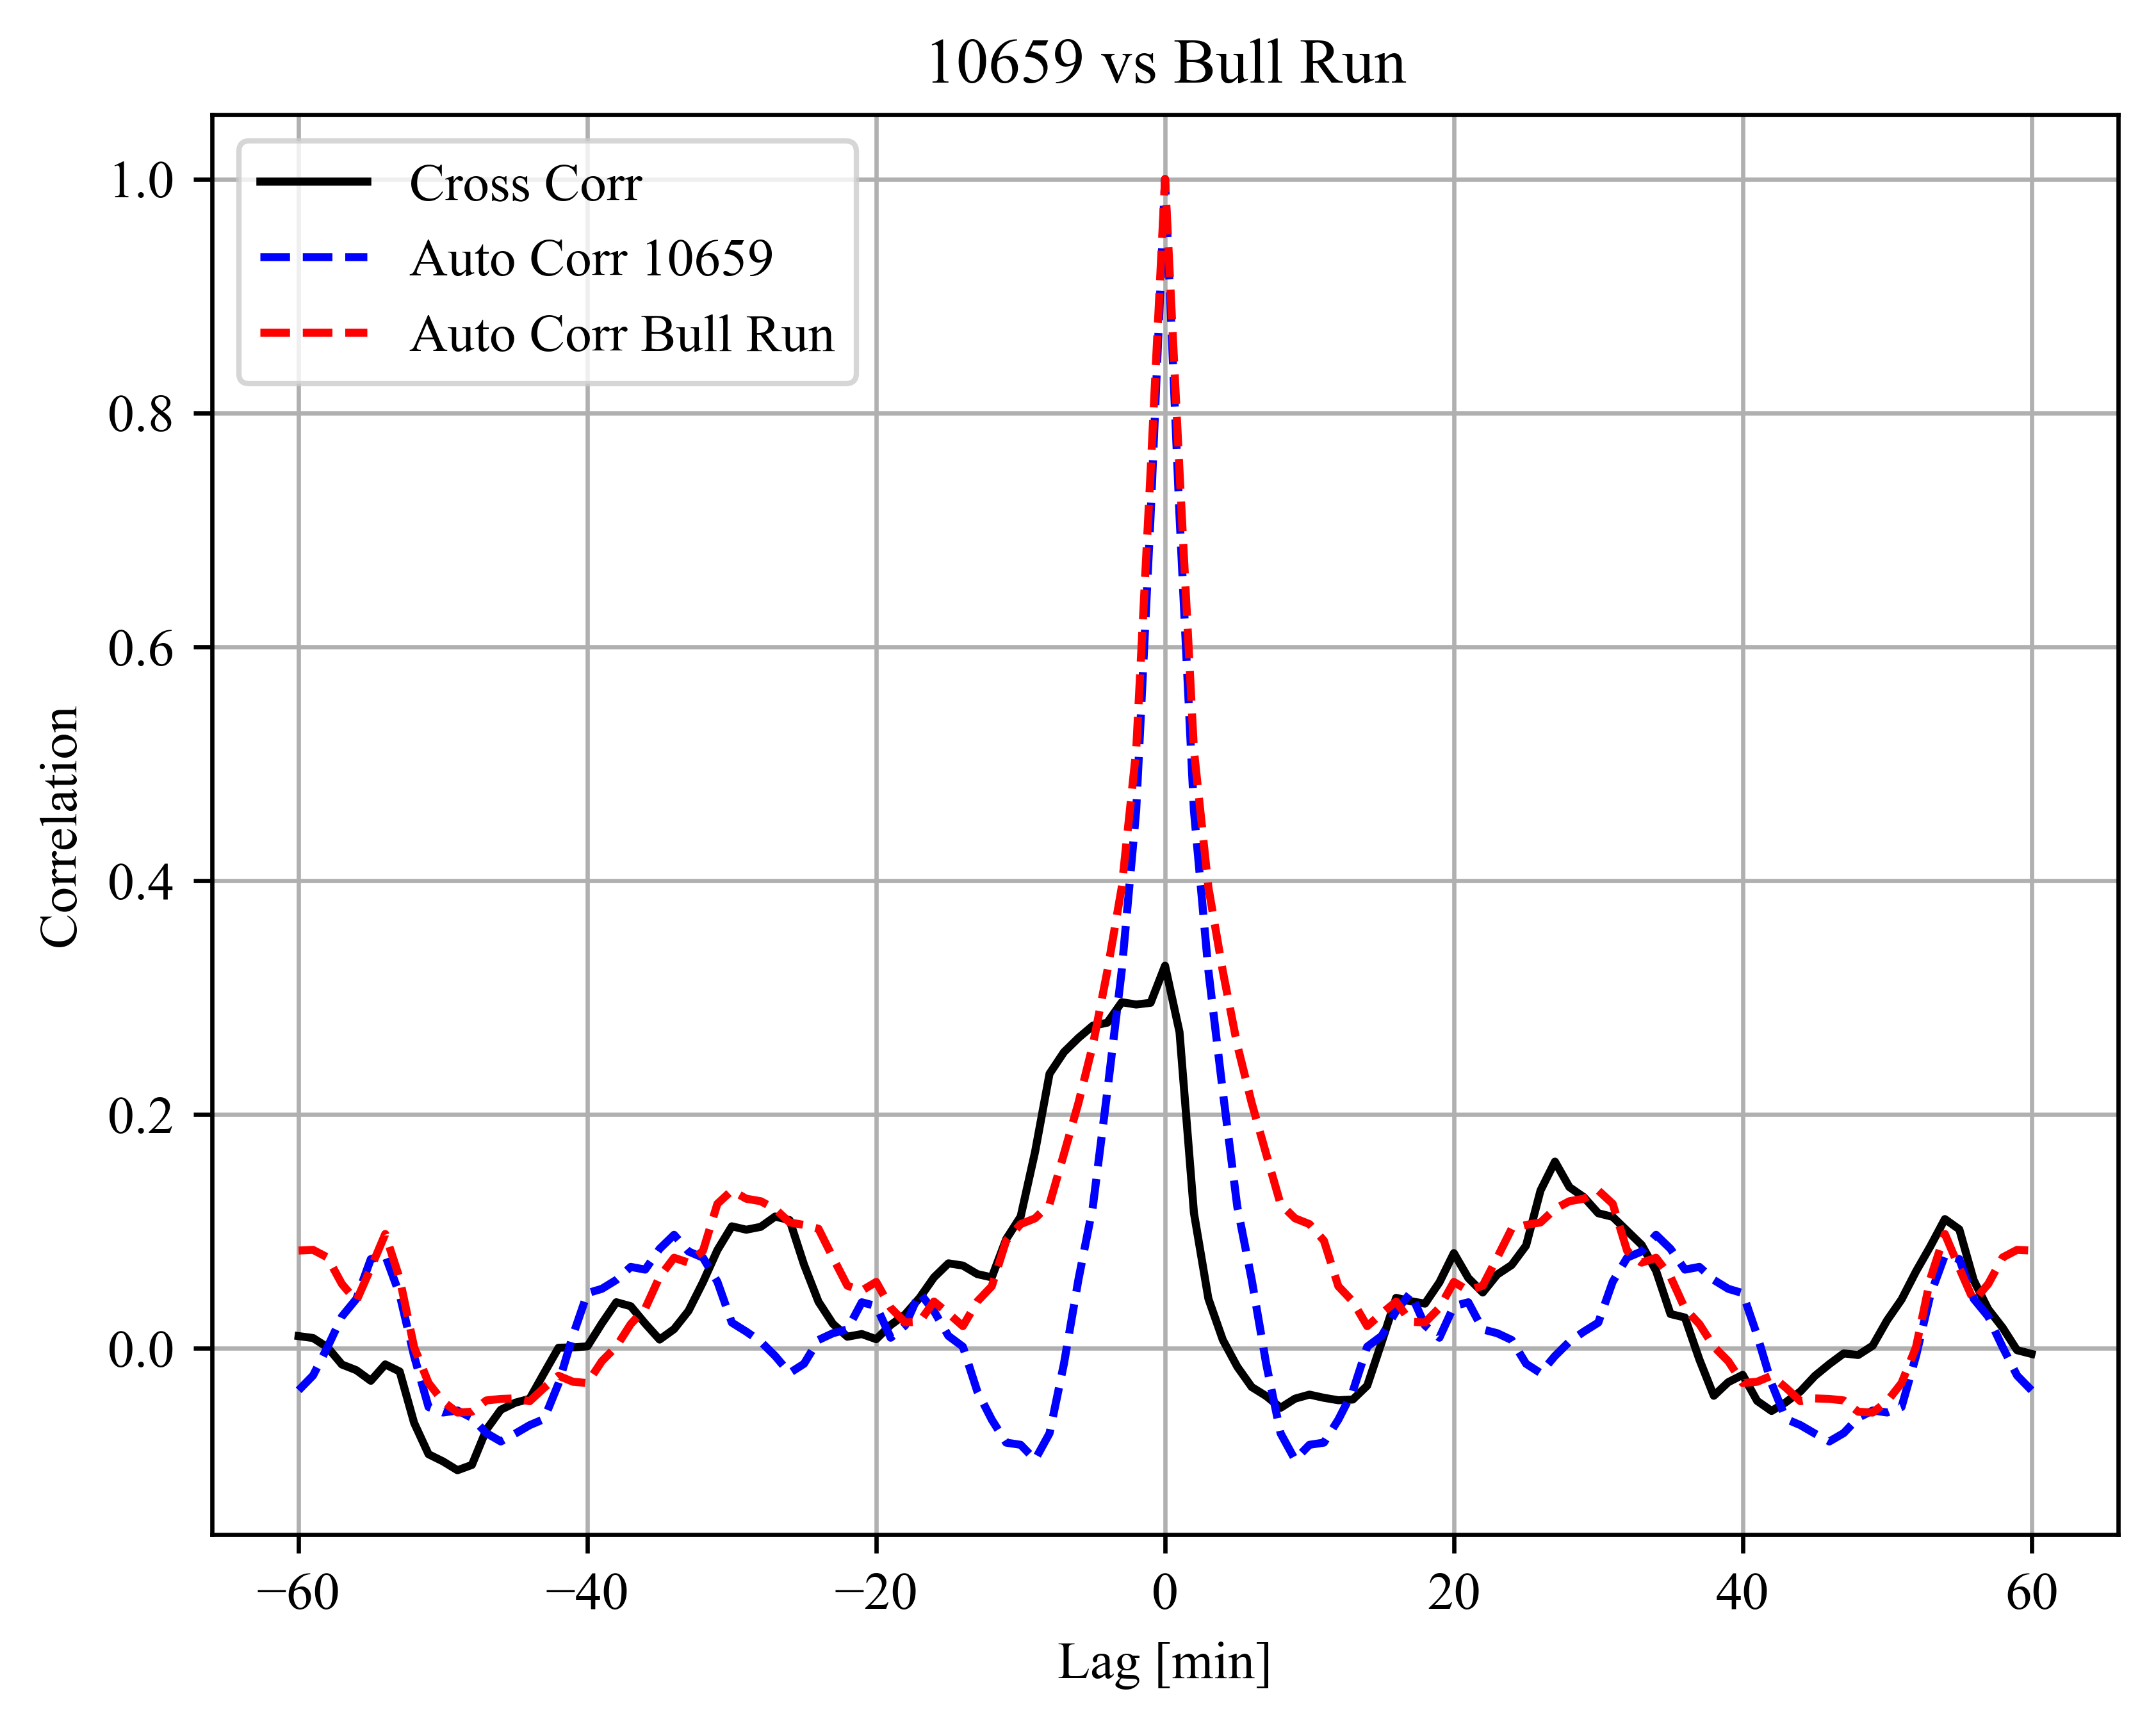 10659 vs Bull Run
Cross Corr
Auto Corr 10659
Auto Corr Bull Run
1.0
0.8
0.6
0.4
0.2
0.0
Correlation
−60 −40 −20 0 20 40 60
Lag [min]